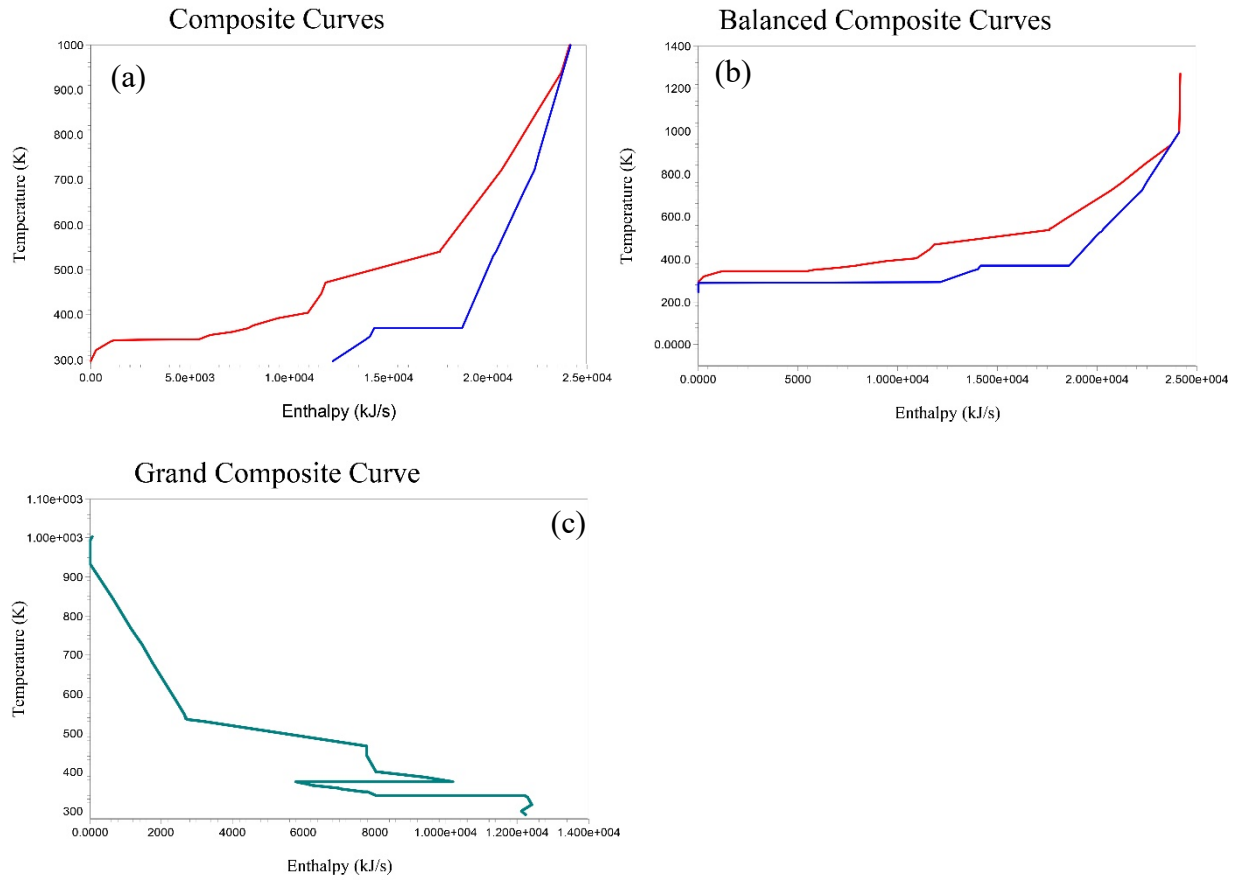 Composite Curves
(a)
1000
900.0
800.0
700.0
600.0
500.0
400.0
300.0
Temperature (K)
0.00
5.0e+003
1.0e+004
1.5e+004
2.0e+004
2.5e+004
Enthalpy (kJ/s)
Balanced Composite Curves
(b)
1400
1200
1000
800.0
600.0
400.0
200.0
0.0000
Temperature (K)
0.0000
5000
1.000e+004
1.500e+004
2.000e+004
2.500e+004
Enthalpy (kJ/s)
Grand Composite Curve
(c)
1.10e+003
1.00e+003
900
800
700
600
500
400
300
Temperature (K)
0.0000
2000
4000
6000
8000
1.000e+004
1.200e+004
1.400e+004
Enthalpy (kJ/s)